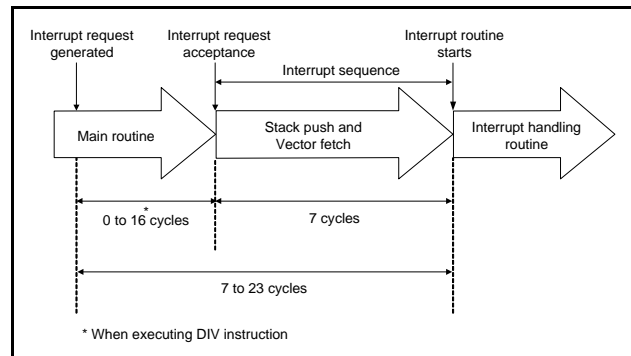 Interrupt request
generated
Interrupt request
acceptance
Interrupt routine
starts
Interrupt sequence
Main routine
Stack push and
Vector fetch
Interrupt handling
routine
0 to 16 cycles
*
7 cycles
7 to 23 cycles
* When executing DIV instruction